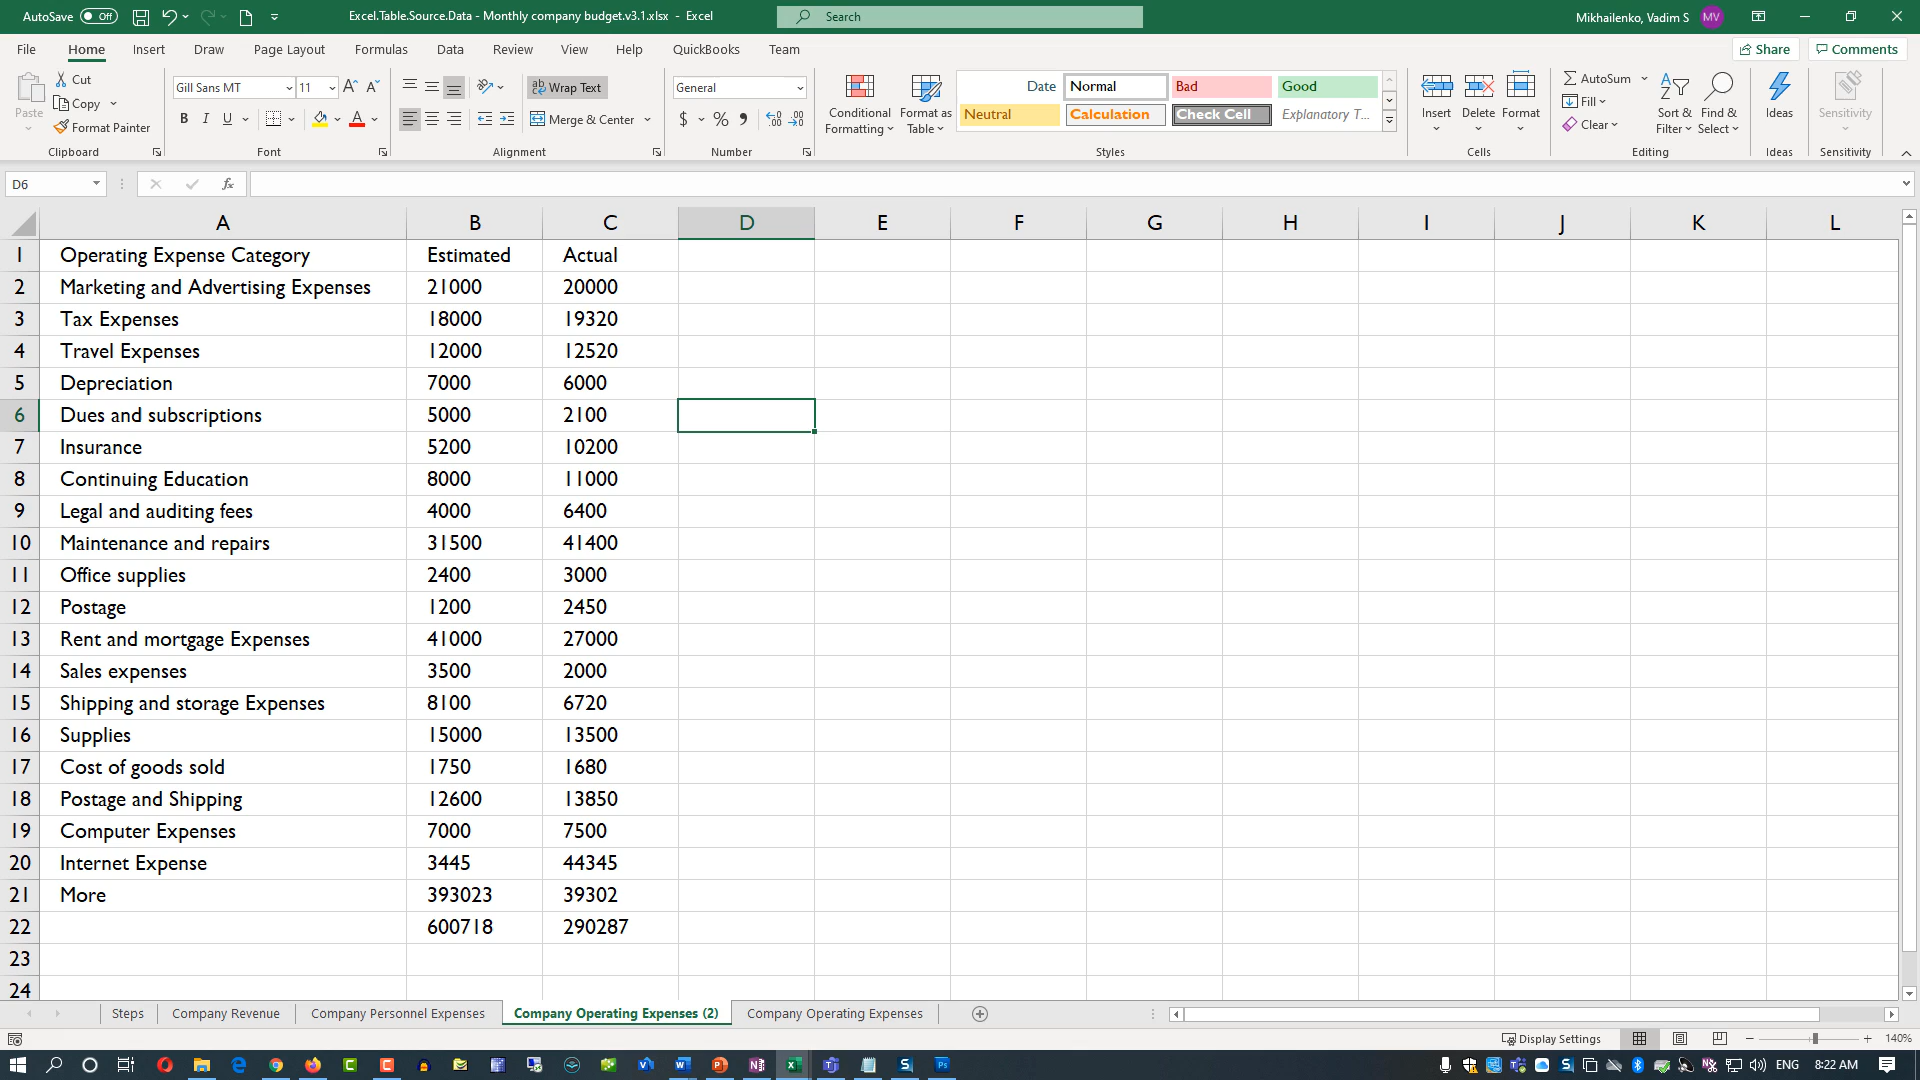 AutoSave Off Excel.Table.Source.Data - Monthly company budget.v3.1.xlsx - Excel Search Mikhailenko, Vadim S MV
File Home Insert Draw Page Layout Formulas Data Review View Help QuickBooks Team Share Comments
Paste
Cut
Copy
Format Painter
Clipboard
Gill Sans MT 11
B I U
Font
Wrap Text
Merge & Center
Alignment
General
$ % 9
Number
Conditional Formatting
Format as Table
Date Normal Bad Good
Neutral Calculation Check Cell Explanatory T...
Styles
Insert Delete Format
Cells
AutoSum
Fill
Clear
Sort & Filter
Find & Select
Editing
Ideas
Ideas
Sensitivity
Sensitivity
D6 fx
A B C D E F G H I J K L
1 Operating Expense Category Estimated Actual
2 Marketing and Advertising Expenses 21000 20000
3 Tax Expenses 18000 19320
4 Travel Expenses 12000 12520
5 Depreciation 7000 6000
6 Dues and subscriptions 5000 2100
7 Insurance 5200 10200
8 Continuing Education 8000 11000
9 Legal and auditing fees 4000 6400
10 Maintenance and repairs 31500 41400
11 Office supplies 2400 3000
12 Postage 1200 2450
13 Rent and mortgage Expenses 41000 27000
14 Sales expenses 3500 2000
15 Shipping and storage Expenses 8100 6720
16 Supplies 15000 13500
17 Cost of goods sold 1750 1680
18 Postage and Shipping 12600 13850
19 Computer Expenses 7000 7500
20 Internet Expense 3445 44345
21 More 393023 39302
22 600718 290287
23
24
Steps Company Revenue Company Personnel Expenses Company Operating Expenses (2) Company Operating Expenses
Display Settings 140%
ENG 8:22 AM